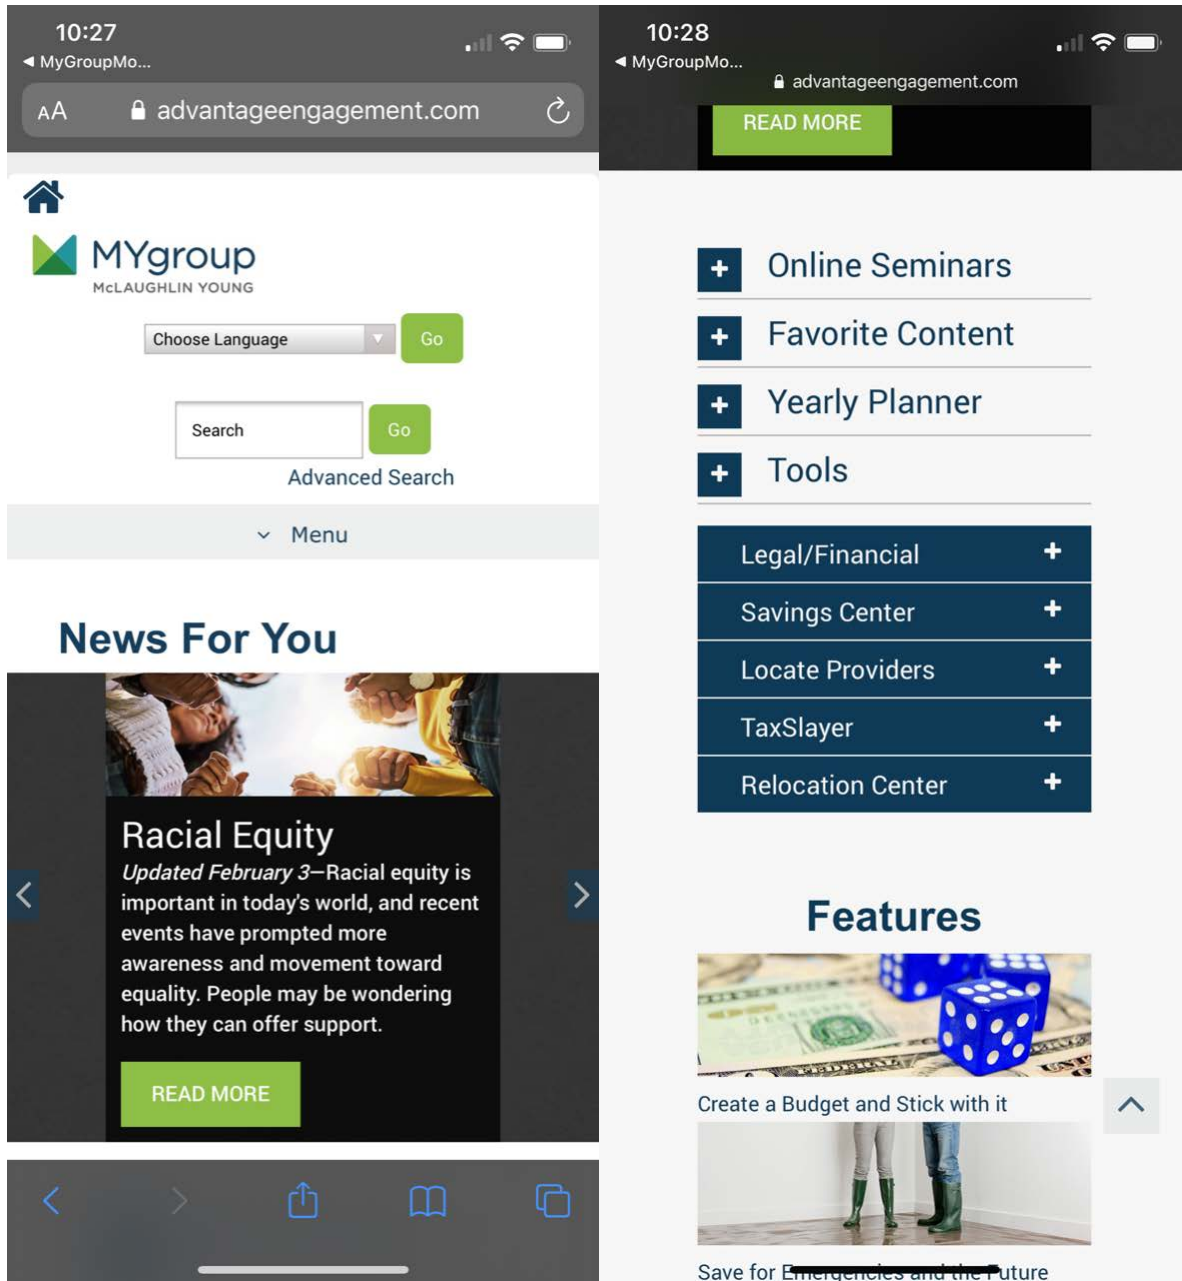 10:27
◀ MyGroupMo...
AA advantageengagement.com
MYgroup
McLAUGHLIN YOUNG
Choose Language Go
Search Go
Advanced Search
Menu
News For You
Racial Equity
Updated February 3—Racial equity is
important in today's world, and recent
events have prompted more
awareness and movement toward
equality. People may be wondering
how they can offer support.
READ MORE
10:28
◀ MyGroupMo...
advantageengagement.com
READ MORE
Online Seminars
Favorite Content
Yearly Planner
Tools
Legal/Financial
Savings Center
Locate Providers
TaxSlayer
Relocation Center
Features
Create a Budget and Stick with it
Save for Emergencies and the Future